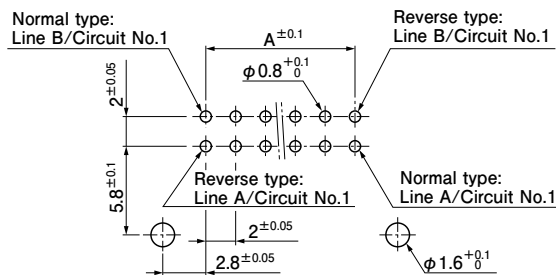 Normal type:
Line B/Circuit No.1
Reverse type:
Line B/Circuit No.1
A±0.1
φ0.8+0.1 0
2±0.05
5.8±0.1
Reverse type:
Line A/Circuit No.1
Normal type:
Line A/Circuit No.1
2±0.05
2.8±0.05
φ1.6+0.1 0